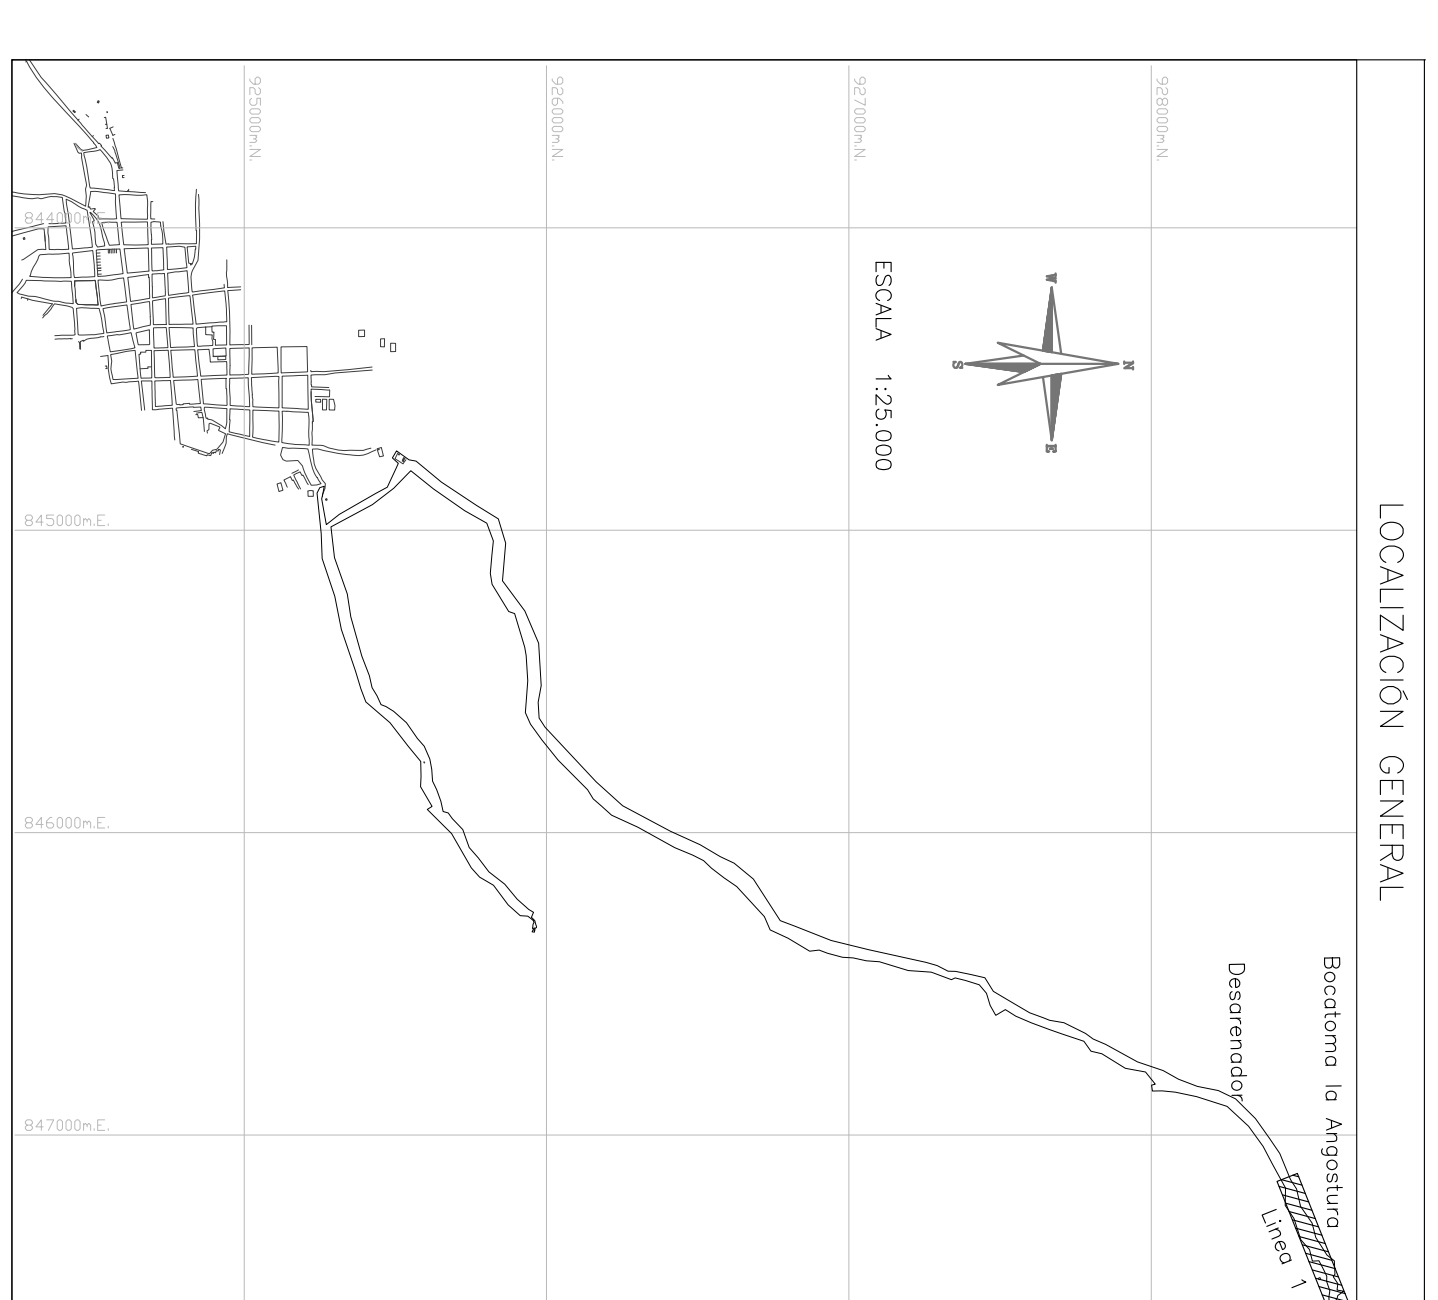 LOCALIZACIÓN GENERAL
928000m.N.
927000m.N.
926000m.N.
925000m.N.
844000m.E.
845000m.E.
846000m.E.
847000m.E.
N
W
E
S
ESCALA 1:25.000
Bocatoma la Angostura
Desarenador
Linea 1